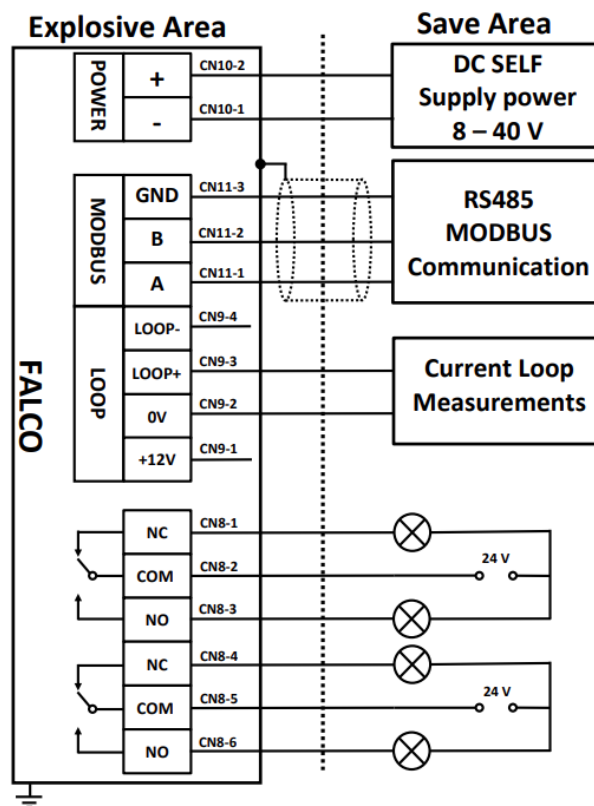 Explosive Area
Save Area
POWER
+
CN10-2
-
CN10-1
DC SELF
Supply power
8 – 40 V
MODBUS
GND
CN11-3
B
CN11-2
A
CN11-1
RS485
MODBUS
Communication
LOOP
LOOP-
CN9-4
LOOP+
CN9-3
0V
CN9-2
+12V
CN9-1
Current Loop
Measurements
FALCO
NC
CN8-1
COM
CN8-2
24 V
NO
CN8-3
NC
CN8-4
COM
CN8-5
24 V
NO
CN8-6